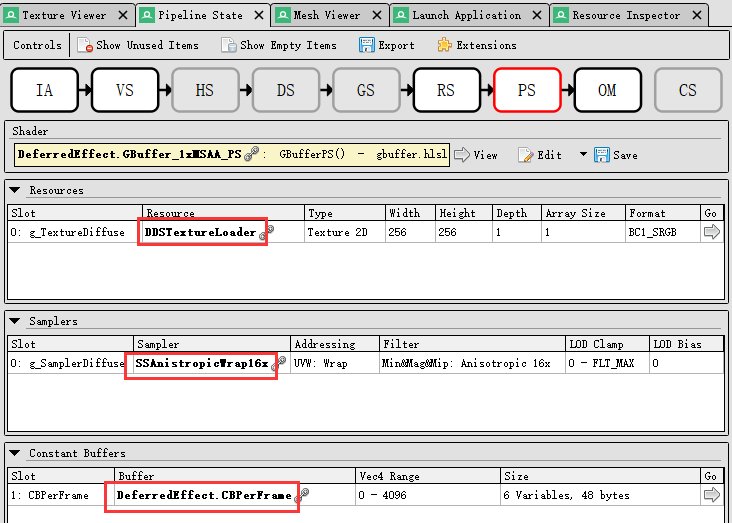 Texture Viewer Pipeline State Mesh Viewer Launch Application Resource Inspector
Controls Show Unused Items Show Empty Items Export Extensions
IA VS HS DS GS RS PS OM CS
Shader
DeferredEffect.GBuffer_1xMSAA_PS : GBufferPS() - gbuffer.hlsl View Edit Save
Resources
Slot Resource Type Width Height Depth Array Size Format Go
0: g_TextureDiffuse DDSTextureLoader Texture 2D 256 256 1 1 BC1_SRGB
Samplers
Slot Sampler Addressing Filter LOD Clamp LOD Bias
0: g_SamplerDiffuse SSAnistropicWrap16x UVW: Wrap Min&Mag&Mip: Anisotropic 16x 0 - FLT_MAX 0
Constant Buffers
Slot Buffer Vec4 Range Size Go
1: CBPerFrame DeferredEffect.CBPerFrame 0 - 4096 6 Variables, 48 bytes